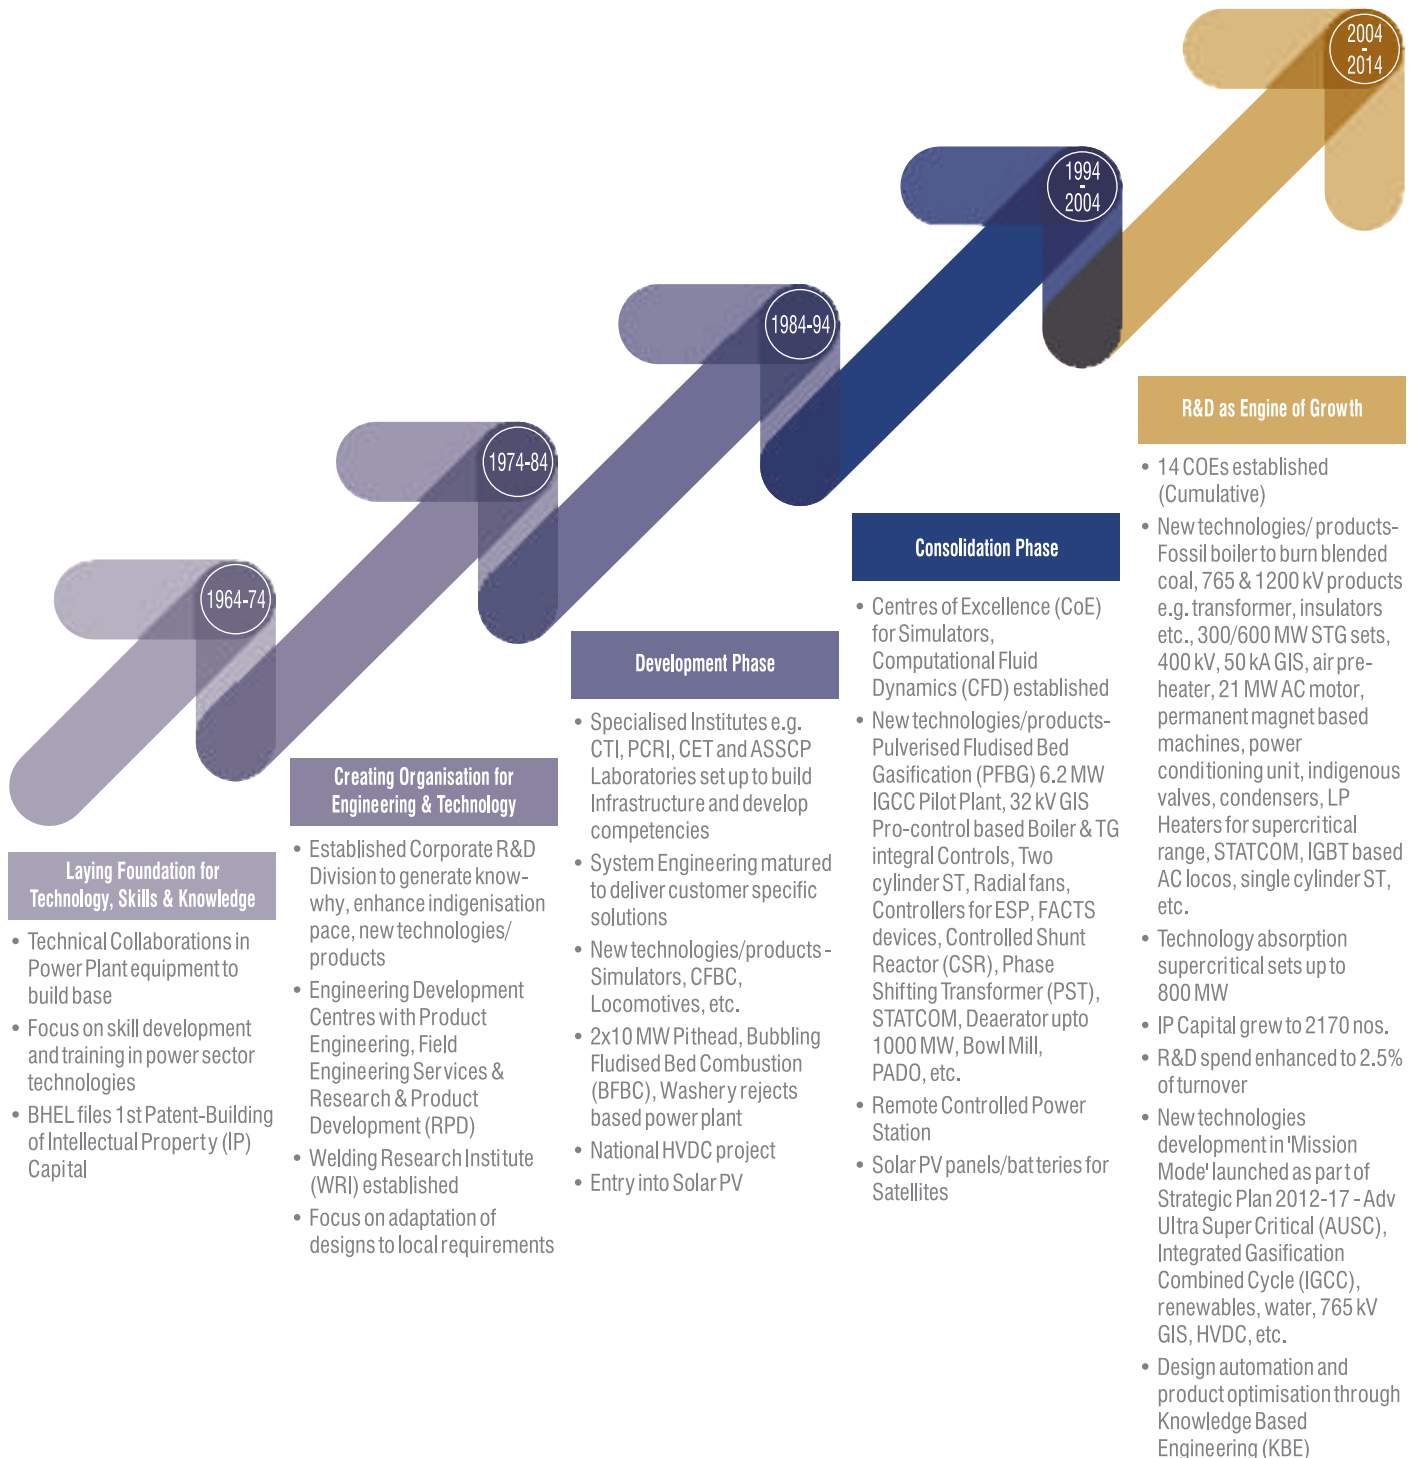 1964-74
Laying Foundation for
Technology, Skills & Knowledge
• Technical Collaborations in
Power Plant equipment to
build base
• Focus on skill development
and training in power sector
technologies
• BHEL files 1st Patent-Building
of Intellectual Property (IP)
Capital
1974-84
Creating Organisation for
Engineering & Technology
• Established Corporate R&D
Division to generate know-
why, enhance indigenisation
pace, new technologies/
products
• Engineering Development
Centres with Product
Engineering, Field
Engineering Services &
Research & Product
Development (RPD)
• Welding Research Institute
(WRI) established
• Focus on adaptation of
designs to local requirements
1984-94
Development Phase
• Specialised Institutes e.g.
CTI, PCRI, CET and ASSCP
Laboratories set up to build
Infrastructure and develop
competencies
• System Engineering matured
to deliver customer specific
solutions
• New technologies/products -
Simulators, CFBC,
Locomotives, etc.
• 2x10 MW Pithead, Bubbling
Fludised Bed Combustion
(BFBC), Washery rejects
based power plant
• National HVDC project
• Entry into Solar PV
1994
-
2004
Consolidation Phase
• Centres of Excellence (CoE)
for Simulators,
Computational Fluid
Dynamics (CFD) established
• New technologies/products-
Pulverised Fludised Bed
Gasification (PFBG) 6.2 MW
IGCC Pilot Plant, 32 kV GIS
Pro-control based Boiler & TG
integral Controls, Two
cylinder ST, Radial fans,
Controllers for ESP, FACTS
devices, Controlled Shunt
Reactor (CSR), Phase
Shifting Transformer (PST),
STATCOM, Deaerator upto
1000 MW, Bowl Mill,
PADO, etc.
• Remote Controlled Power
Station
• Solar PV panels/batteries for
Satellites
2004
-
2014
R&D as Engine of Growth
• 14 COEs established
(Cumulative)
• New technologies/ products-
Fossil boiler to burn blended
coal, 765 & 1200 kV products
e.g. transformer, insulators
etc., 300/600 MW STG sets,
400 kV, 50 kA GIS, air pre-
heater, 21 MW AC motor,
permanent magnet based
machines, power
conditioning unit, indigenous
valves, condensers, LP
Heaters for supercritical
range, STATCOM, IGBT based
AC locos, single cylinder ST,
etc.
• Technology absorption
supercritical sets up to
800 MW
• IP Capital grew to 2170 nos.
• R&D spend enhanced to 2.5%
of turnover
• New technologies
development in 'Mission
Mode' launched as part of
Strategic Plan 2012-17 - Adv
Ultra Super Critical (AUSC),
Integrated Gasification
Combined Cycle (IGCC),
renewables, water, 765 kV
GIS, HVDC, etc.
• Design automation and
product optimisation through
Knowledge Based
Engineering (KBE)